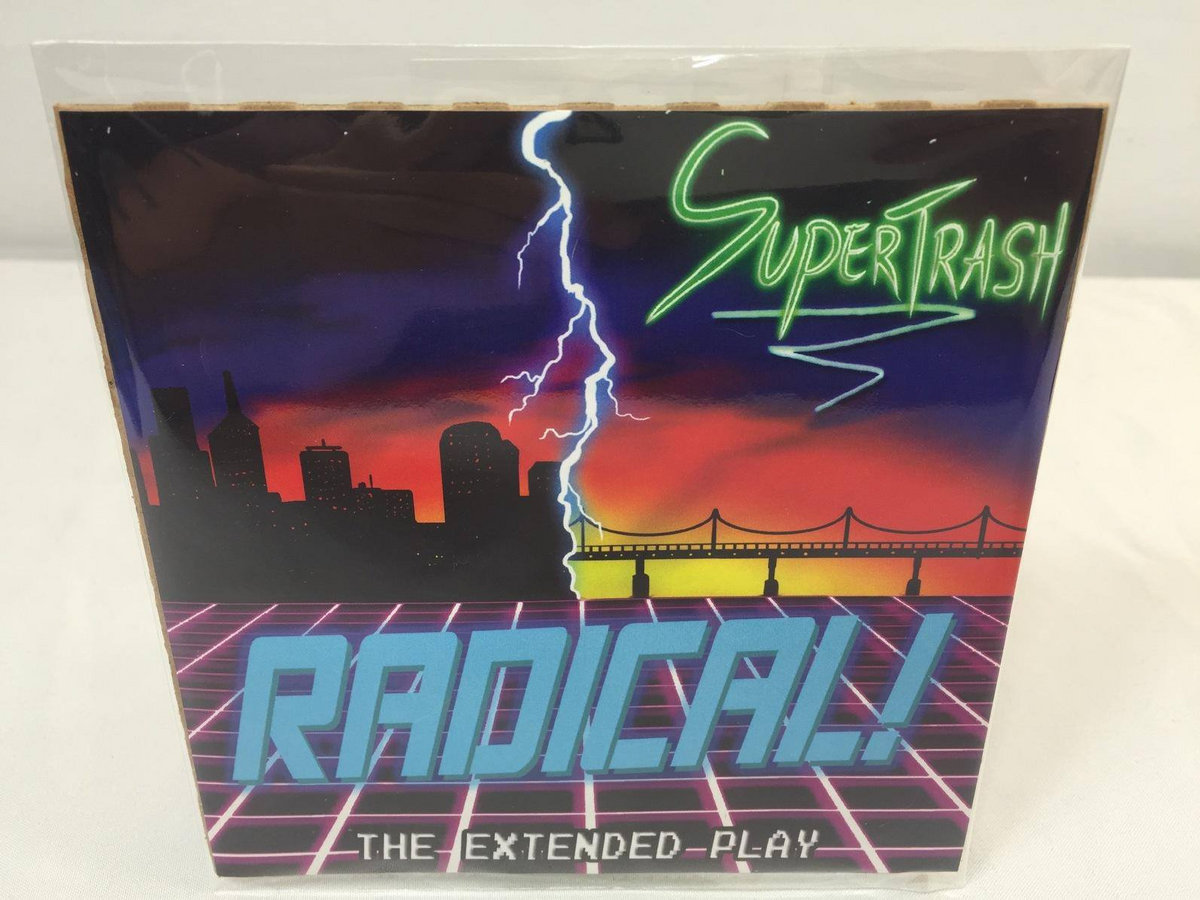 SUPERTRASH
RADICAL!
THE EXTENDED PLAY